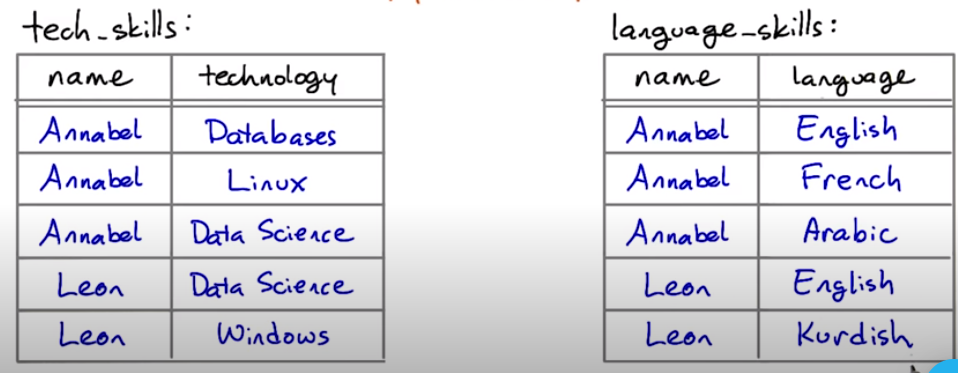 tech_skills: language_skills:
name technology name language
Annabel Databases Annabel English
Annabel Linux Annabel French
Annabel Data Science Annabel Arabic
Leon Data Science Leon English
Leon Windows Leon Kurdish